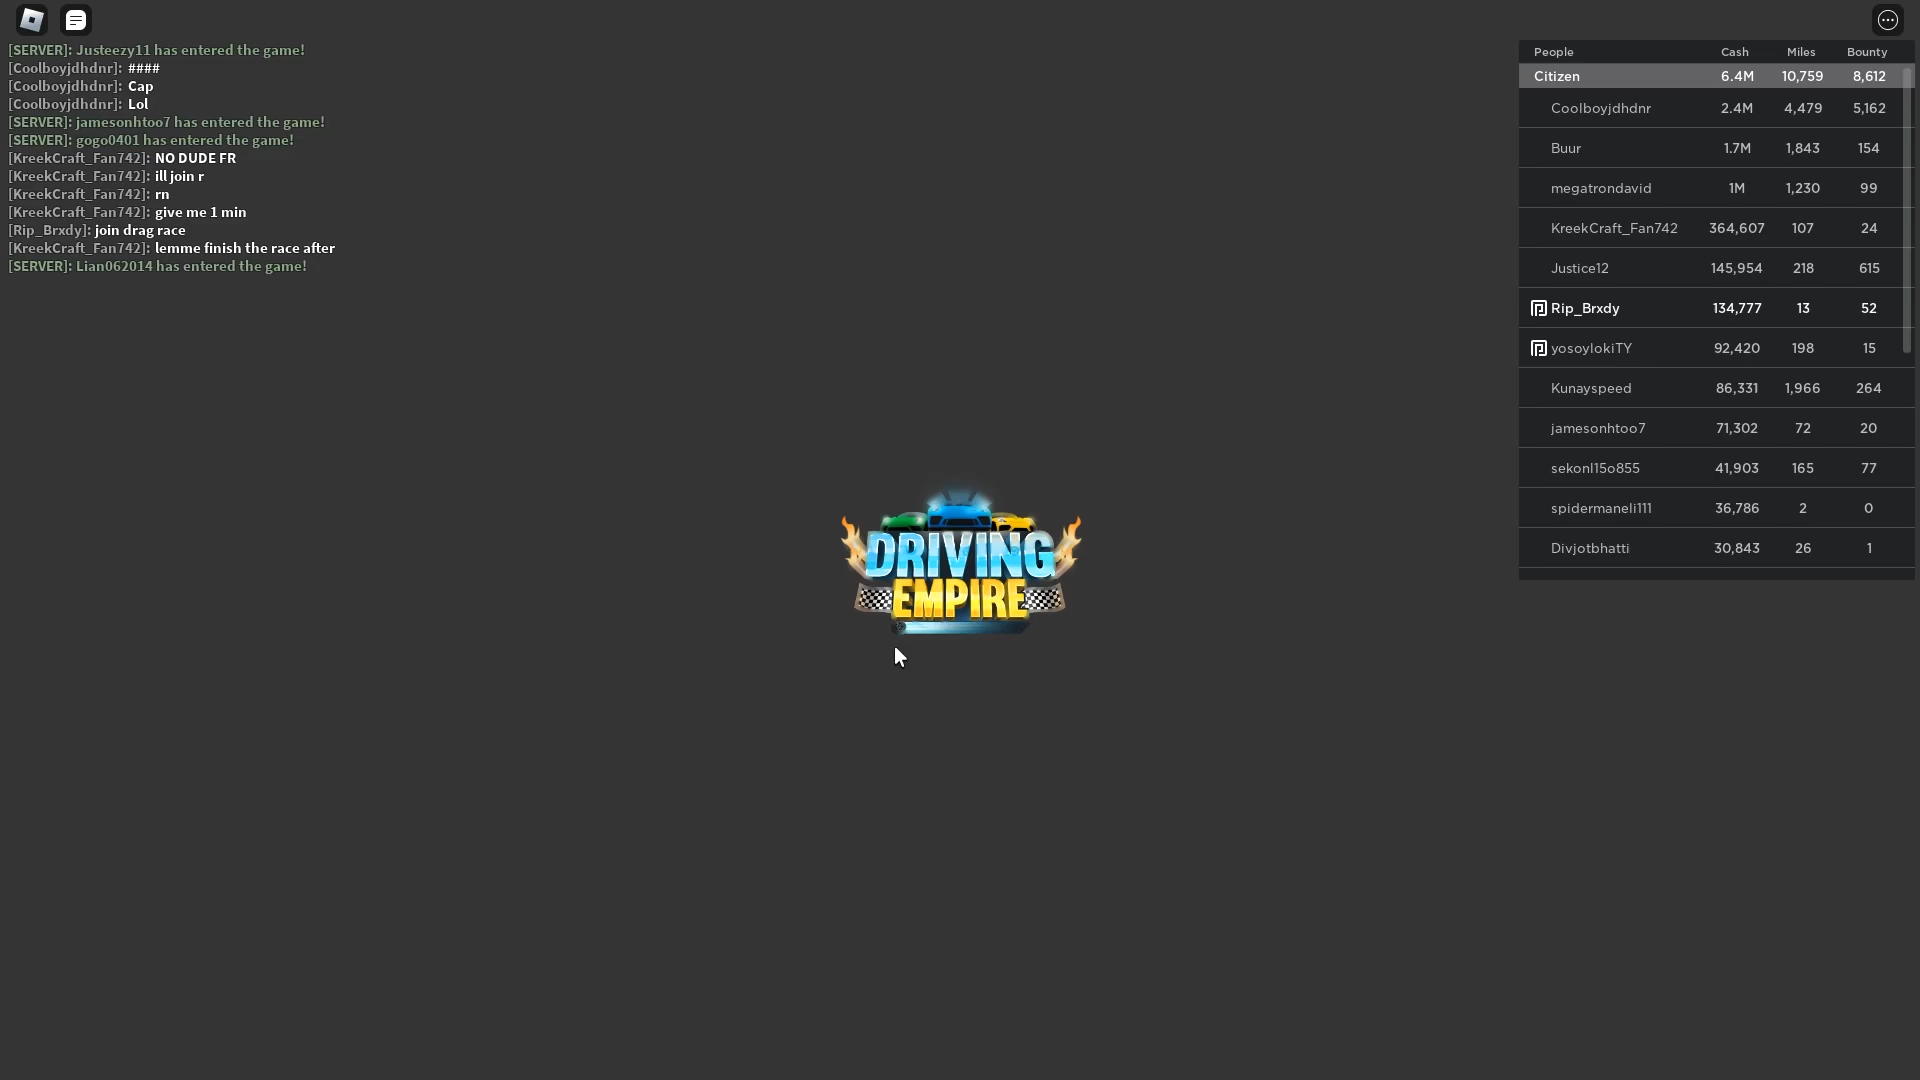 [SERVER]: Justeezy11 has entered the game!
[Coolboyjdhdnr]: ####
[Coolboyjdhdnr]: Cap
[Coolboyjdhdnr]: Lol
[SERVER]: jamesonhtoo7 has entered the game!
[SERVER]: gogo0401 has entered the game!
[KreekCraft_Fan742]: NO DUDE FR
[KreekCraft_Fan742]: ill join r
[KreekCraft_Fan742]: rn
[KreekCraft_Fan742]: give me 1 min
[Rip_Brxdy]: join drag race
[KreekCraft_Fan742]: lemme finish the race after
[SERVER]: Lian062014 has entered the game!
People Cash Miles Bounty
Citizen 6.4M 10,759 8,612
Coolboyjdhdnr 2.4M 4,479 5,162
Buur 1.7M 1,843 154
megatrondavid 1M 1,230 99
KreekCraft_Fan742 364,607 107 24
Justice12 145,954 218 615
Rip_Brxdy 134,777 13 52
yosoylokiTY 92,420 198 15
Kunayspeed 86,331 1,966 264
jamesonhtoo7 71,302 72 20
sekonl15o855 41,903 165 77
spidermaneli111 36,786 2 0
Divjotbhatti 30,843 26 1
DRIVING
EMPIRE